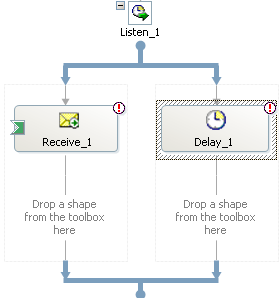 Listen_1
Receive_1
Delay_1
Drop a shape
from the toolbox
here
Drop a shape
from the toolbox
here